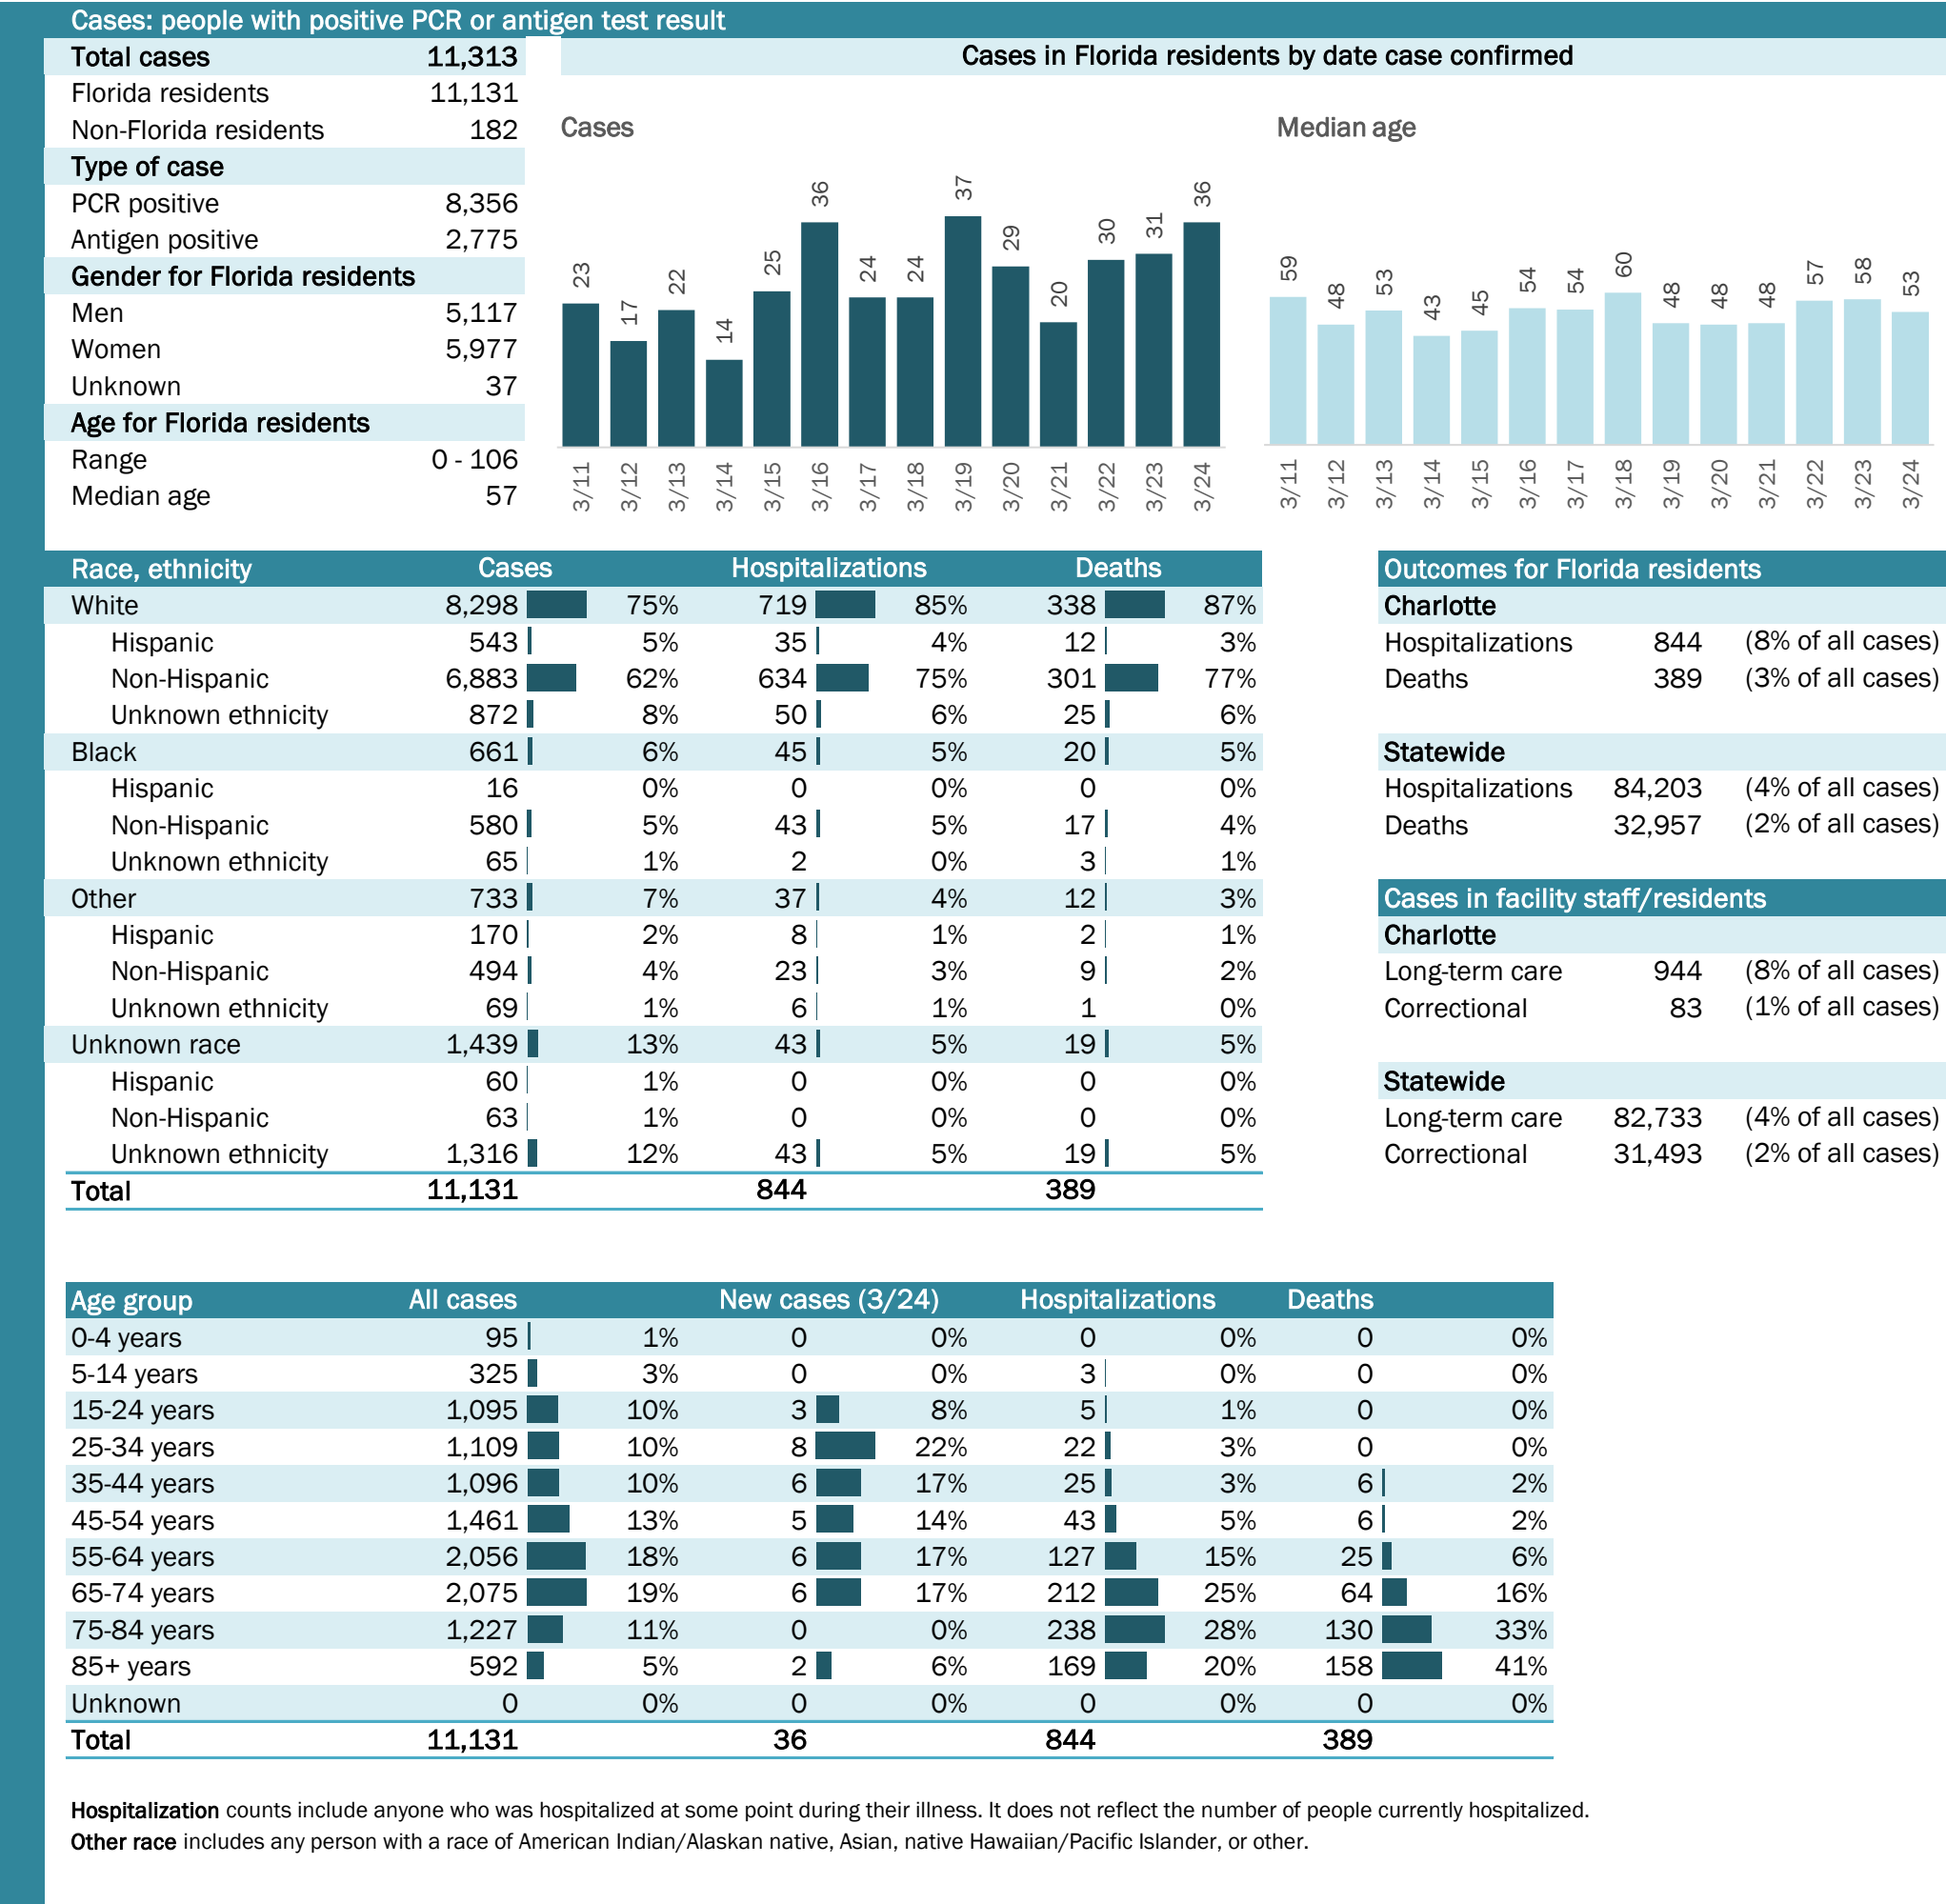 Cases: people with positive PCR or antigen test result
Total cases 11,313
Florida residents 11,131
Non-Florida residents 182
Type of case
PCR positive 8,356
Antigen positive 2,775
Gender for Florida residents
Men 5,117
Women 5,977
Unknown 37
Age for Florida residents
Range 0 - 106
Median age 57
Cases in Florida residents by date case confirmed
Cases
23 17 22 14 25 36 24 24 37 29 20 30 31 36
3/11 3/12 3/13 3/14 3/15 3/16 3/17 3/18 3/19 3/20 3/21 3/22 3/23 3/24
Median age
59 48 53 43 45 54 54 60 48 48 48 57 58 53
3/11 3/12 3/13 3/14 3/15 3/16 3/17 3/18 3/19 3/20 3/21 3/22 3/23 3/24
Race, ethnicity Cases Hospitalizations Deaths
White 8,298 75% 719 85% 338 87%
Hispanic 543 5% 35 4% 12 3%
Non-Hispanic 6,883 62% 634 75% 301 77%
Unknown ethnicity 872 8% 50 6% 25 6%
Black 661 6% 45 5% 20 5%
Hispanic 16 0% 0 0% 0 0%
Non-Hispanic 580 5% 43 5% 17 4%
Unknown ethnicity 65 1% 2 0% 3 1%
Other 733 7% 37 4% 12 3%
Hispanic 170 2% 8 1% 2 1%
Non-Hispanic 494 4% 23 3% 9 2%
Unknown ethnicity 69 1% 6 1% 1 0%
Unknown race 1,439 13% 43 5% 19 5%
Hispanic 60 1% 0 0% 0 0%
Non-Hispanic 63 1% 0 0% 0 0%
Unknown ethnicity 1,316 12% 43 5% 19 5%
Total 11,131 844 389
Outcomes for Florida residents
Charlotte
Hospitalizations 844 (8% of all cases)
Deaths 389 (3% of all cases)
Statewide
Hospitalizations 84,203 (4% of all cases)
Deaths 32,957 (2% of all cases)
Cases in facility staff/residents
Charlotte
Long-term care 944 (8% of all cases)
Correctional 83 (1% of all cases)
Statewide
Long-term care 82,733 (4% of all cases)
Correctional 31,493 (2% of all cases)
Age group All cases New cases (3/24) Hospitalizations Deaths
0-4 years 95 1% 0 0% 0 0% 0 0%
5-14 years 325 3% 0 0% 3 0% 0 0%
15-24 years 1,095 10% 3 8% 5 1% 0 0%
25-34 years 1,109 10% 8 22% 22 3% 0 0%
35-44 years 1,096 10% 6 17% 25 3% 6 2%
45-54 years 1,461 13% 5 14% 43 5% 6 2%
55-64 years 2,056 18% 6 17% 127 15% 25 6%
65-74 years 2,075 19% 6 17% 212 25% 64 16%
75-84 years 1,227 11% 0 0% 238 28% 130 33%
85+ years 592 5% 2 6% 169 20% 158 41%
Unknown 0 0% 0 0% 0 0% 0 0%
Total 11,131 36 844 389
Hospitalization counts include anyone who was hospitalized at some point during their illness. It does not reflect the number of people currently hospitalized.
Other race includes any person with a race of American Indian/Alaskan native, Asian, native Hawaiian/Pacific Islander, or other.